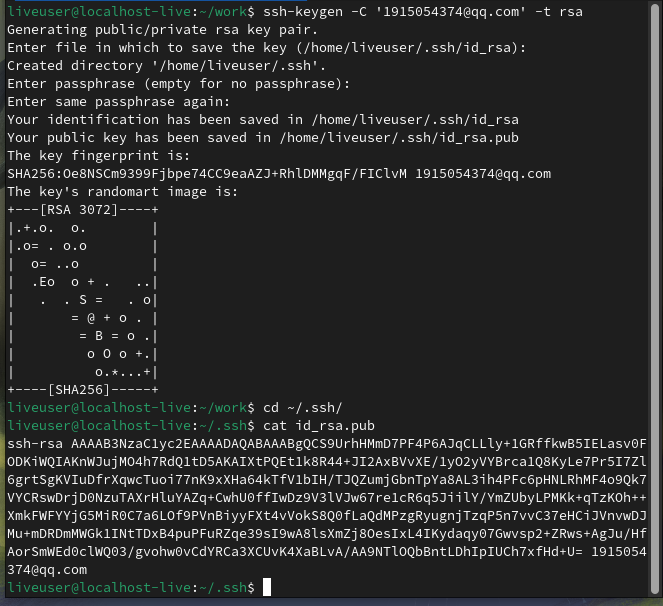 liveuser@localhost-live:~/work$ ssh-keygen -C '1915054374@qq.com' -t rsa
Generating public/private rsa key pair.
Enter file in which to save the key (/home/liveuser/.ssh/id_rsa):
Created directory '/home/liveuser/.ssh'.
Enter passphrase (empty for no passphrase):
Enter same passphrase again:
Your identification has been saved in /home/liveuser/.ssh/id_rsa
Your public key has been saved in /home/liveuser/.ssh/id_rsa.pub
The key fingerprint is:
SHA256:Oe8NSCm9399Fjbpe74CC9eaAZJ+RhlDMMgqF/FIClvM 1915054374@qq.com
The key's randomart image is:
+---[RSA 3072]----+
|.+.o.  o.        |
|.o= . o.o        |
|  o= ..o         |
|  .Eo  o + .   ..|
|   .  . S =   . o|
|       = @ + o . |
|        = B = o .|
|         o O o +.|
|          o.*...+|
+----[SHA256]-----+
liveuser@localhost-live:~/work$ cd ~/.ssh/
liveuser@localhost-live:~/.ssh$ cat id_rsa.pub
ssh-rsa AAAAB3NzaC1yc2EAAAADAQABAAABgQCS9UrhHMmD7PF4P6AJqCLLly+1GRffkwB5IELasv0F
ODKiWQIAKnWJujMO4h7RdQ1tD5AKAIXtPQEt1k8R44+JI2AxBVvXE/1yO2yVYBrca1Q8KyLe7Pr5I7Zl
6grtSgKVIuDfrXqwcTuoi77nK9xXHa64kTfV1bIH/TJQZumjGbnTpYa8AL3ih4PFc6pHNLRhMF4o9Qk7
VYCRswDrjD0NzuTAXrHluYAZq+CwhU0ffIwDz9V3lVJw67re1cR6q5JiilY/YmZUbyLPMKk+qTzKOh++
XmkFWFYYjG5MiR0C7a6LOf9PVnBiyyFXt4vVokS8Q0fLaQdMPzgRyugnjTzqP5n7vvC37eHCiJVnvwDJ
Mu+mDRDmMWGk1INtTDxB4puPFuRZqe39sI9wA8lsXmZj8OesIxL4IKydaqy07Gwvsp2+ZRws+AgJu/Hf
AorSmWEd0clWQ03/gvohw0vCdYRCa3XCUvK4XaBLvA/AA9NTlOQbBntLDhIpIUCh7xfHd+U= 1915054
374@qq.com
liveuser@localhost-live:~/.ssh$